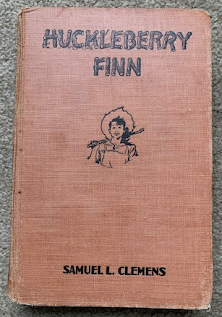 HUCKLEBERRY
FINN
SAMUEL L. CLEMENS